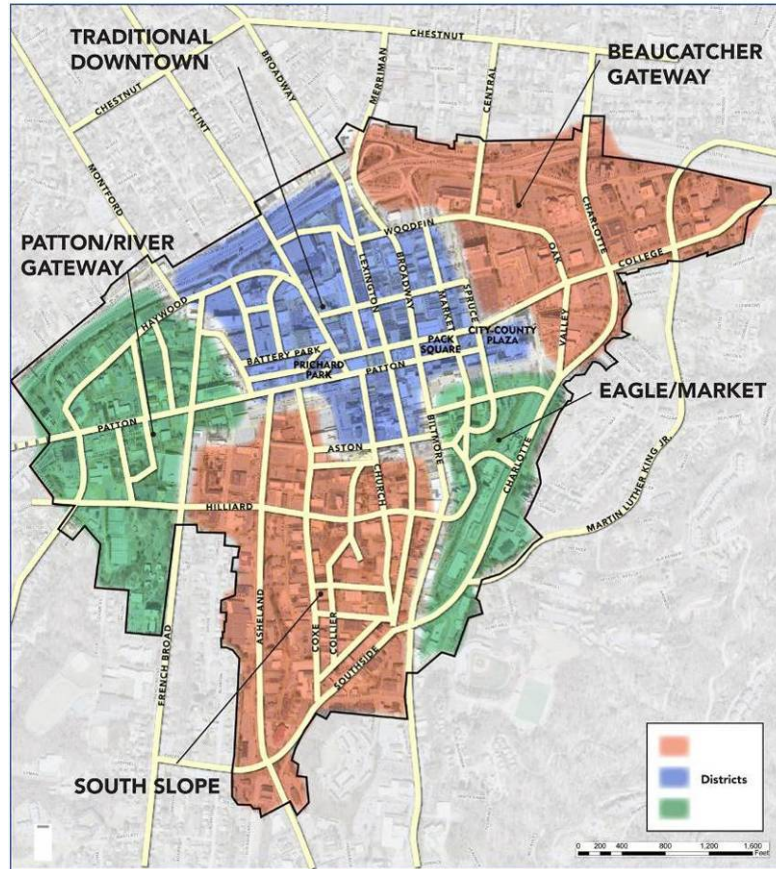 TRADITIONAL
DOWNTOWN
CHESTNUT
BEAUCATCHER
GATEWAY
CHESTNUT
FLINT
BROADWAY
MERRIMAN
CENTRAL
MONTFORD
PATTON/RIVER
GATEWAY
WOODFIN
OAK
CHARLOTTE
COLLEGE
HAYWOOD
LEXINGTON
BROADWAY
MARKET
SPRUCE
CITY-COUNTY
PLAZA
VALLEY
BATTERY PARK
PRICHARD
PARK
PATTON
PACK
SQUARE
EAGLE/MARKET
PATTON
ASTON
CHURCH
BILTMORE
CHARLOTTE
MARTIN LUTHER KING JR.
HILLIARD
ASHELAND
COXE
COLLIER
SOUTHSIDE
FRENCH BROAD
SOUTH SLOPE
Districts
0 200 400 800 1,200 1,600
Feet